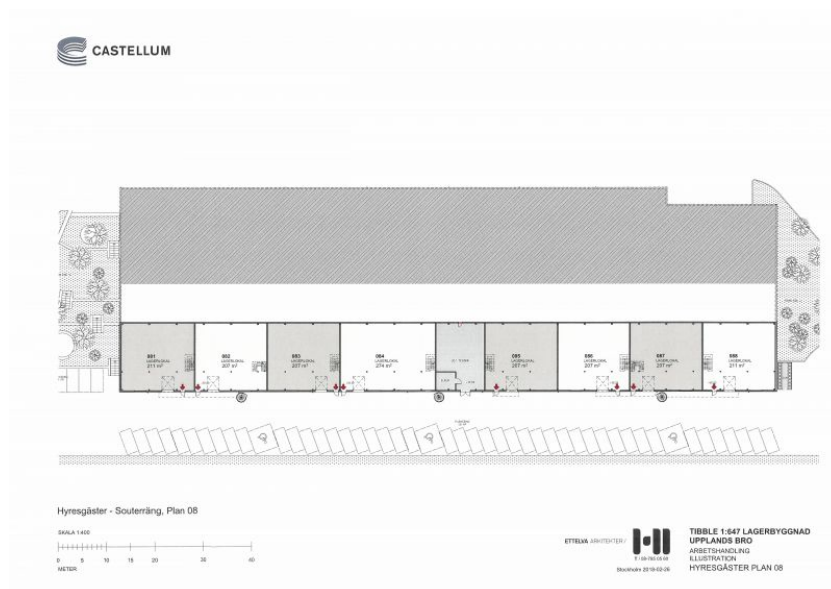 CASTELLUM
001
LAGERLOKAL
211 m²
002
LAGERLOKAL
207 m²
003
LAGERLOKAL
207 m²
004
LAGERLOKAL
274 m²
005
LAGERLOKAL
207 m²
006
LAGERLOKAL
207 m²
007
LAGERLOKAL
207 m²
008
LAGERLOKAL
211 m²
Hyresgäster - Souterräng, Plan 08
SKALA 1:400
0 5 10 20 30 40
METER
ETTELVA ARKITEKTER/
Stockholm 2018-02-26
TIBBLE 1:647 LAGERBYGGNAD
UPPLANDS BRO
ARBETSHANDLING
ILLUSTRATION
HYRESGÄSTER PLAN 08